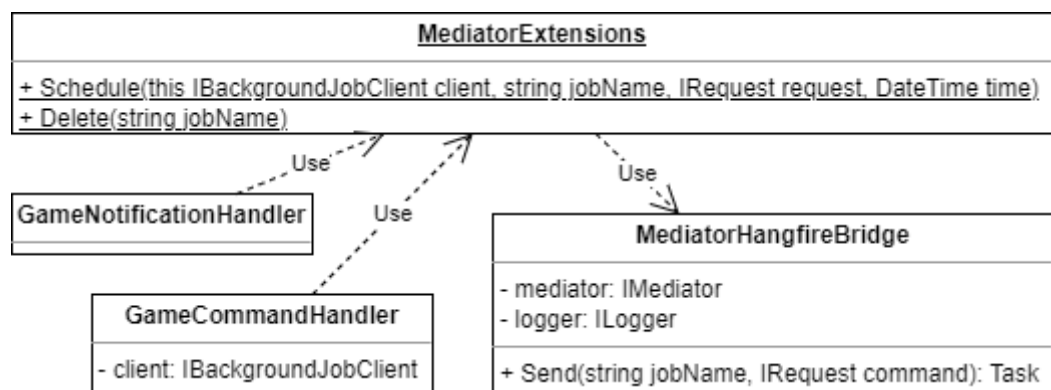 MediatorExtensions
+ Schedule(this IBackgroundJobClient client, string jobName, IRequest request, DateTime time)
+ Delete(string jobName)
Use
Use
Use
GameNotificationHandler
MediatorHangfireBridge
- mediator: IMediator
- logger: ILogger
+ Send(string jobName, IRequest command): Task
GameCommandHandler
- client: IBackgroundJobClient